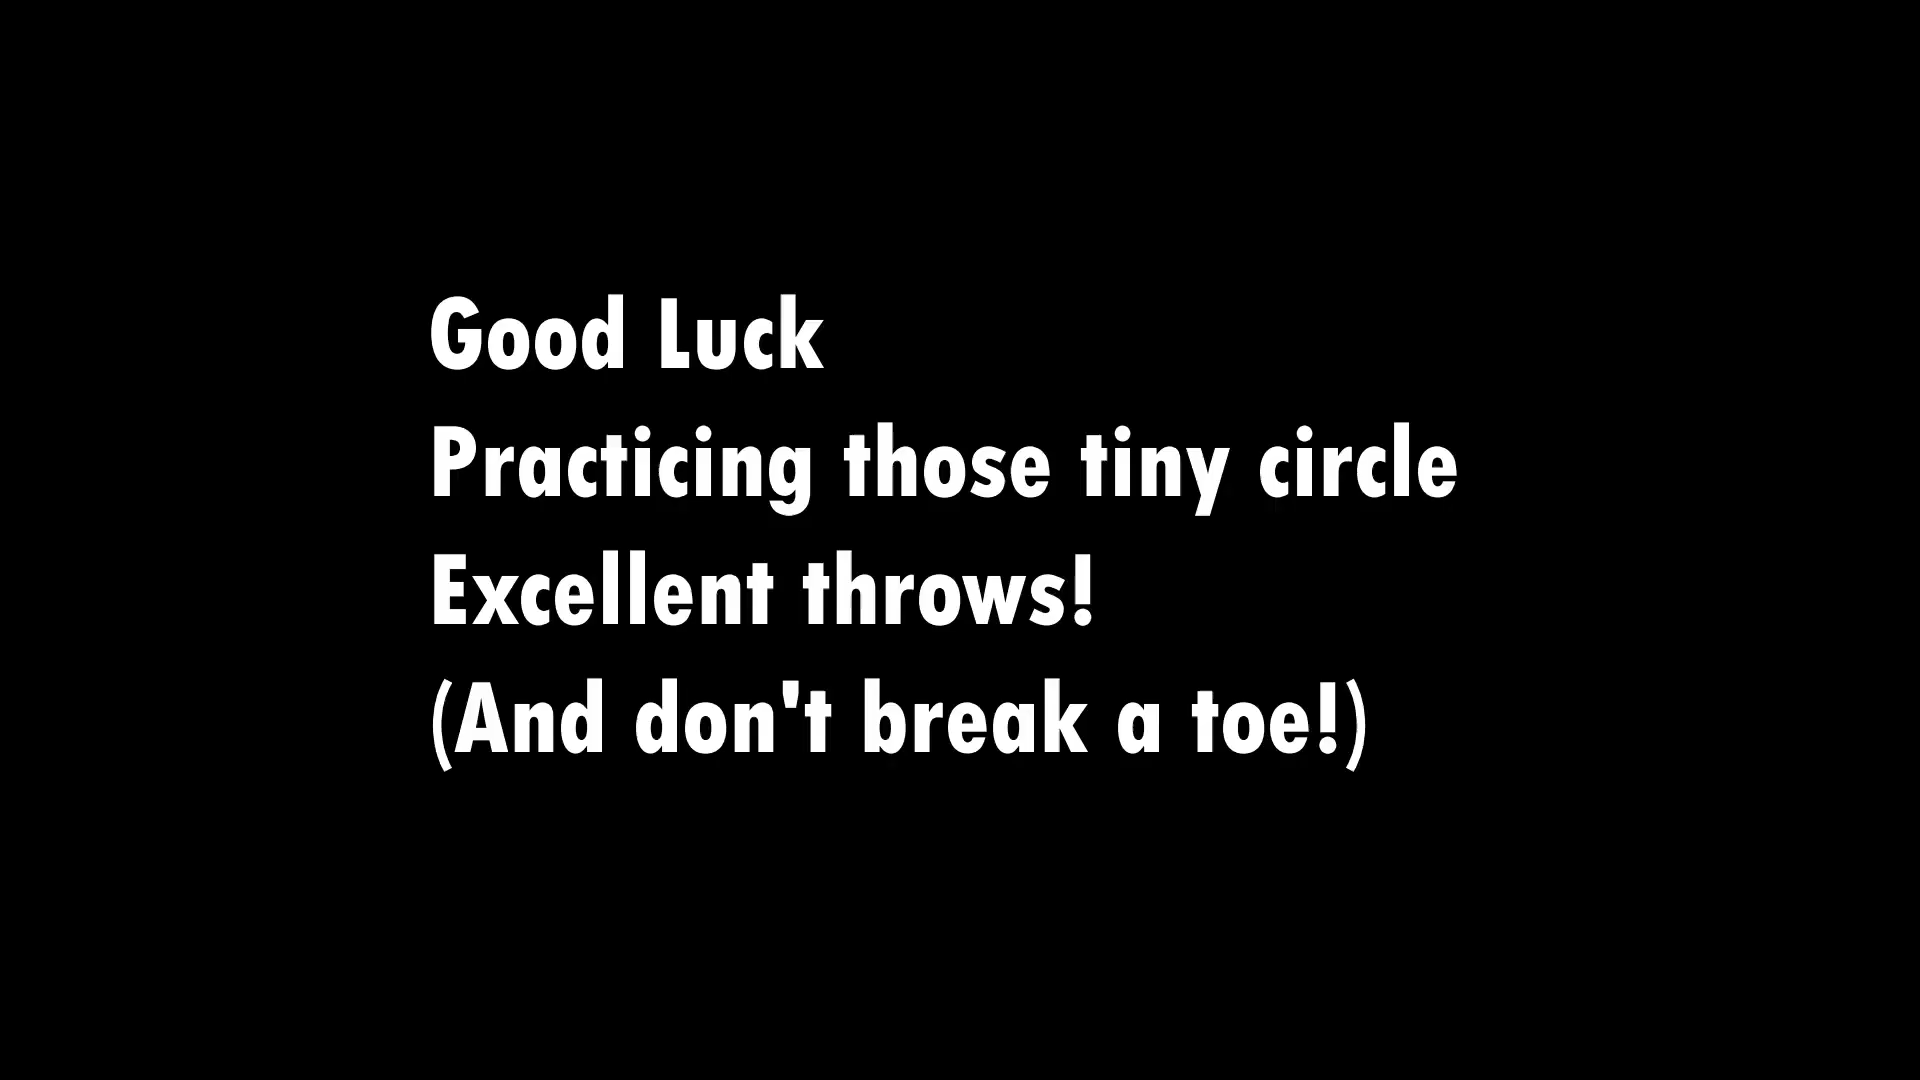 Good Luck
Practicing those tiny circle
Excellent throws!
(And don't break a toe!)